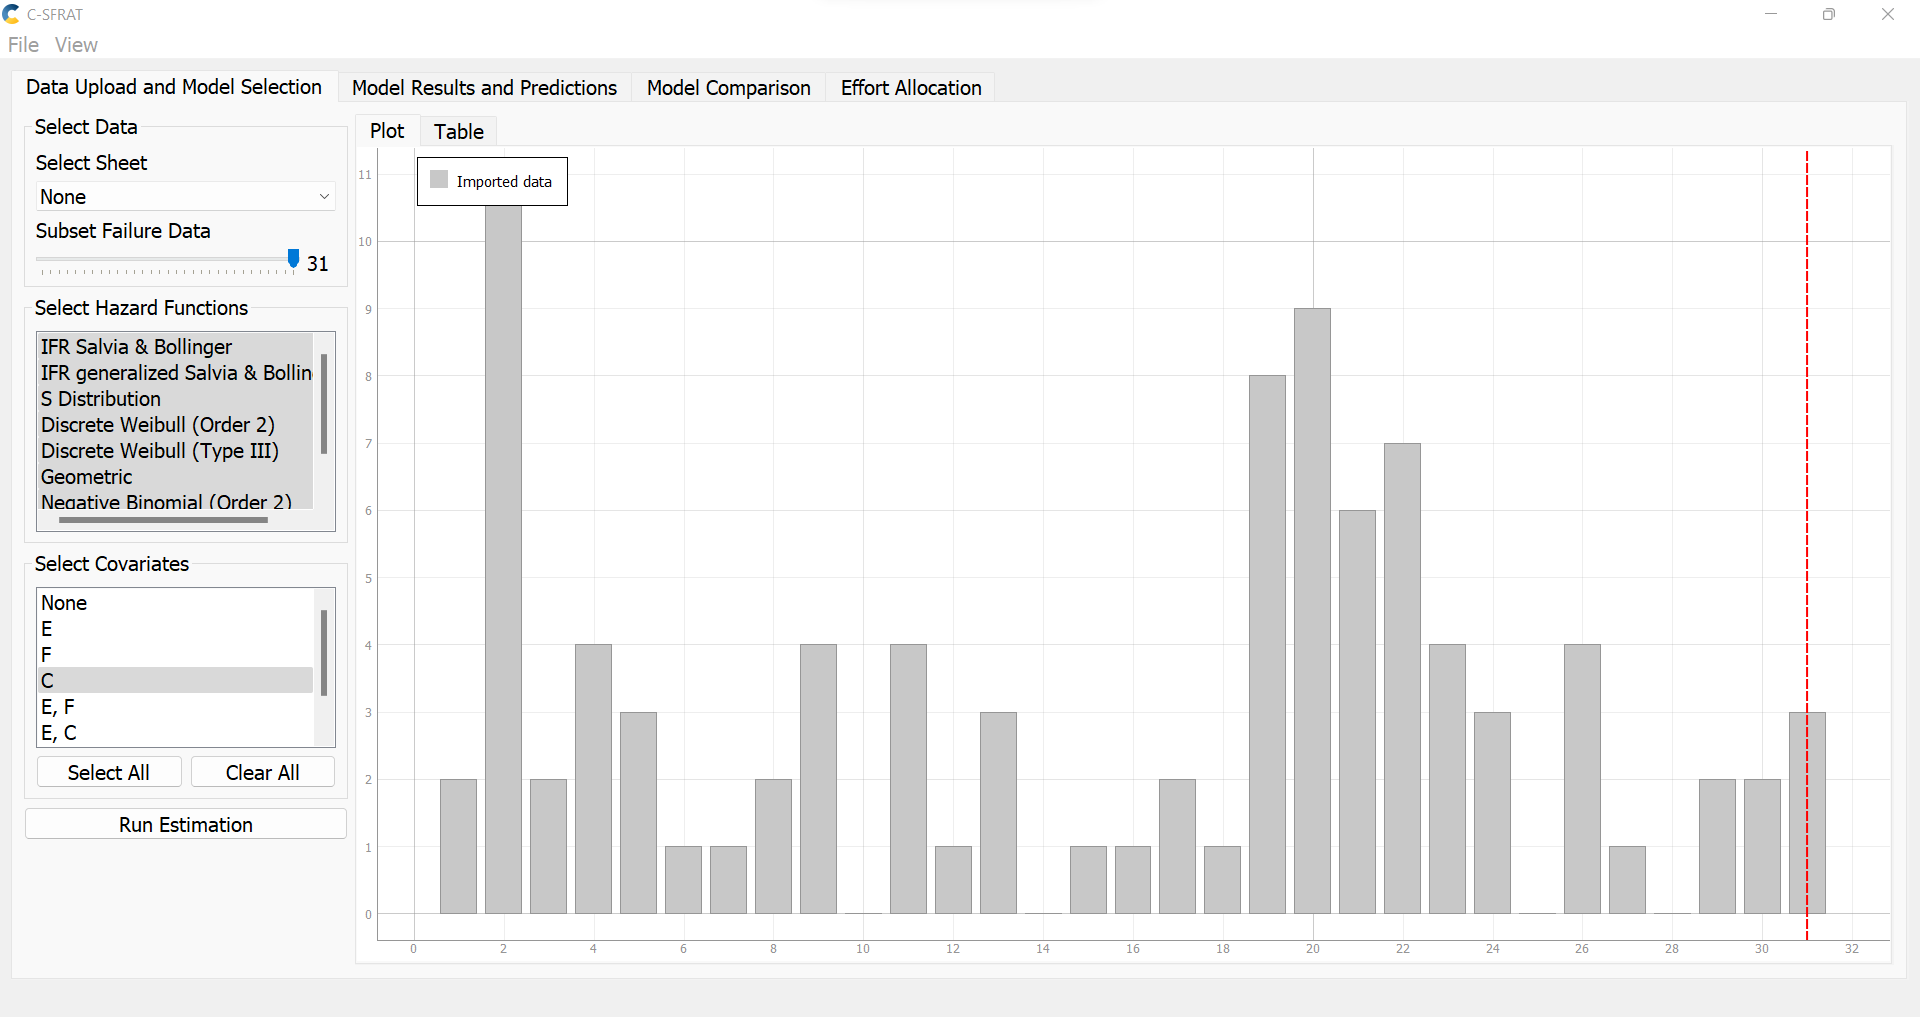 C-SFRAT
File View
Data Upload and Model Selection Model Results and Predictions Model Comparison Effort Allocation
Select Data
Select Sheet
None
Subset Failure Data
31
Select Hazard Functions
IFR Salvia & Bollinger
IFR generalized Salvia & Bollin
S Distribution
Discrete Weibull (Order 2)
Discrete Weibull (Type III)
Geometric
Negative Binomial (Order 2)
Select Covariates
None
E
F
C
E, F
E, C
Select All Clear All
Run Estimation
Plot Table
Imported data
11
10
9
8
7
6
5
4
3
2
1
0
0 2 4 6 8 10 12 14 16 18 20 22 24 26 28 30 32